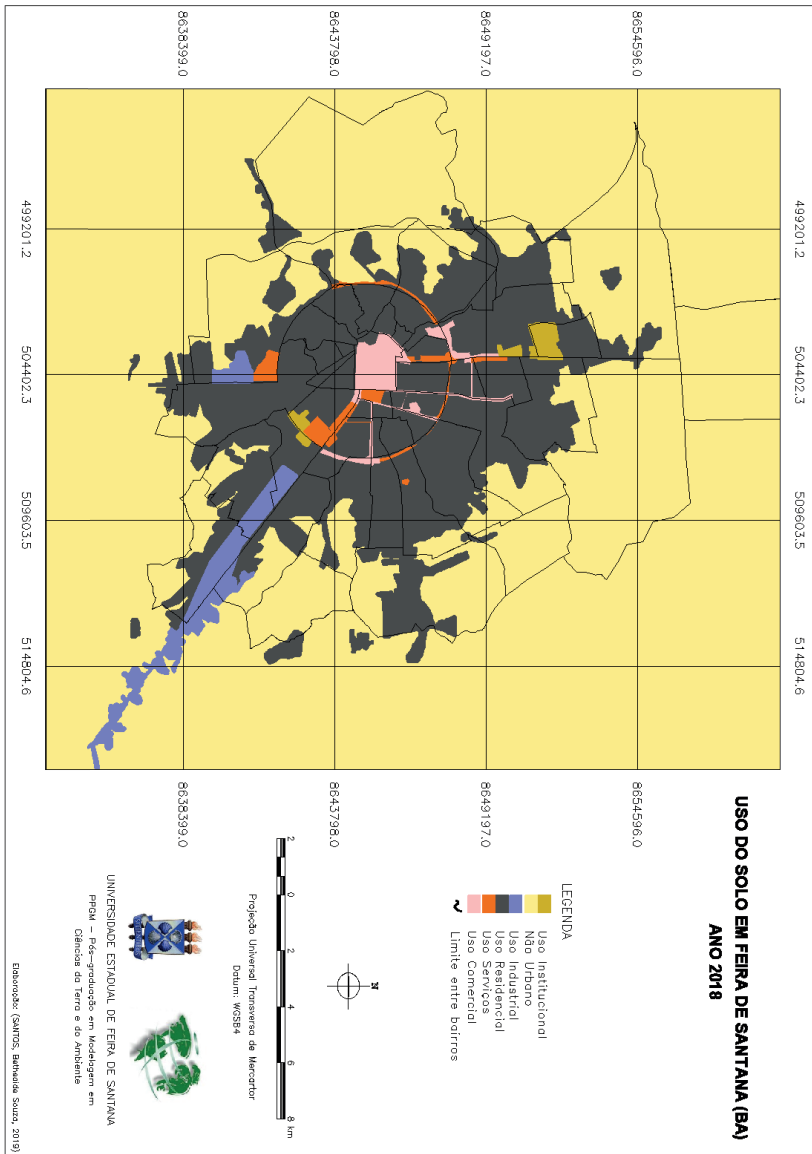 USO DO SOLO EM FEIRA DE SANTANA (BA)
ANO 2018
499201.2
504402.3
509603.5
514804.6
8654596.0
8654596.0
8649197.0
8649197.0
8643798.0
8643798.0
8638399.0
8638399.0
499201.2
504402.3
509603.5
514804.6
LEGENDA
Uso Institucional
Não Urbano
Uso Industrial
Uso Residencial
Uso Serviços
Uso Comercial
Limite entre bairros
N
2 0 2 4 6 8 km
Projeção Universal Transversa de Mercartor
Datum: WGS84
UNIVERSIDADE ESTADUAL DE FEIRA DE SANTANA
PPGM – Pós-graduação em Modelagem em
Ciências da Terra e do Ambiente
Elaboração: (SANTOS, Souza, 2019)